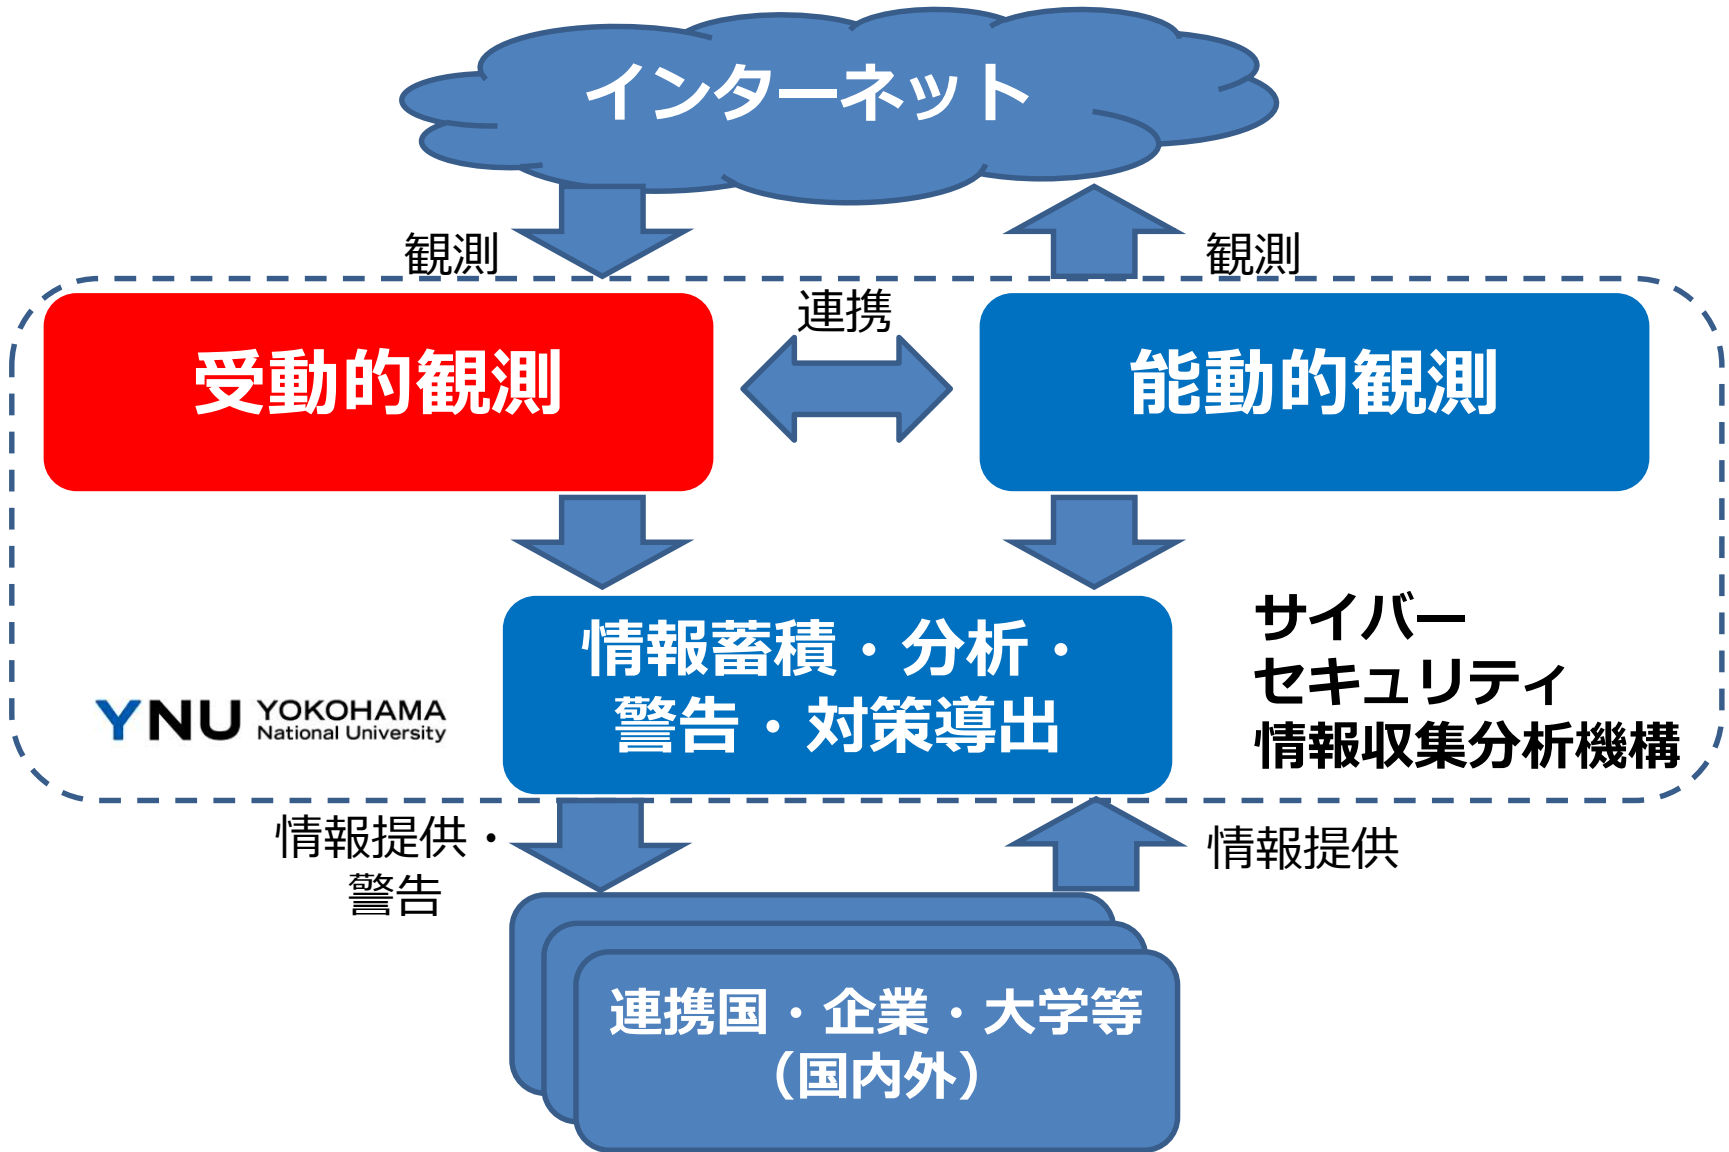 インターネット
観測
観測
連携
受動的観測
能動的観測
情報蓄積・分析・
警告・対策導出
サイバー
セキュリティ
情報収集分析機構
YNU YOKOHAMA
National University
情報提供・
警告
情報提供
連携国・企業・大学等
（国内外）